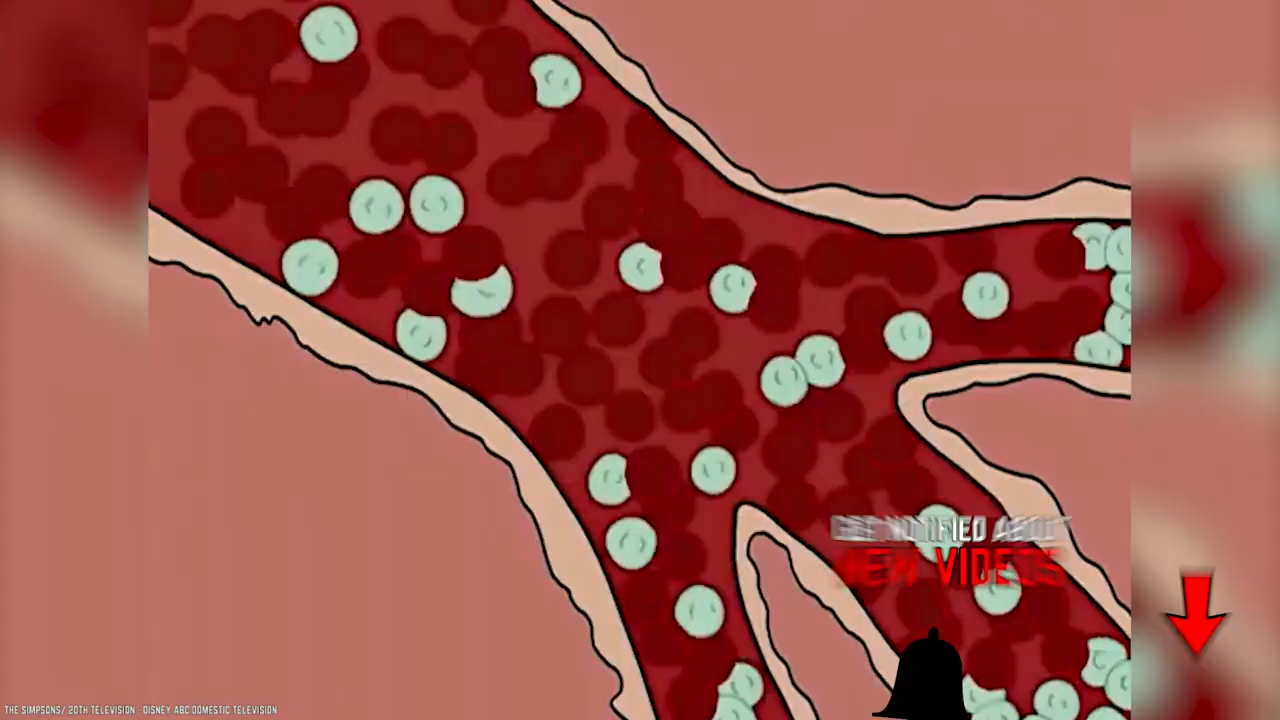 GET NOTIFIED ABOUT
NEW VIDEOS
THE SIMPSONS/ 20TH TELEVISION - DISNEY ABC DOMESTIC TELEVISION